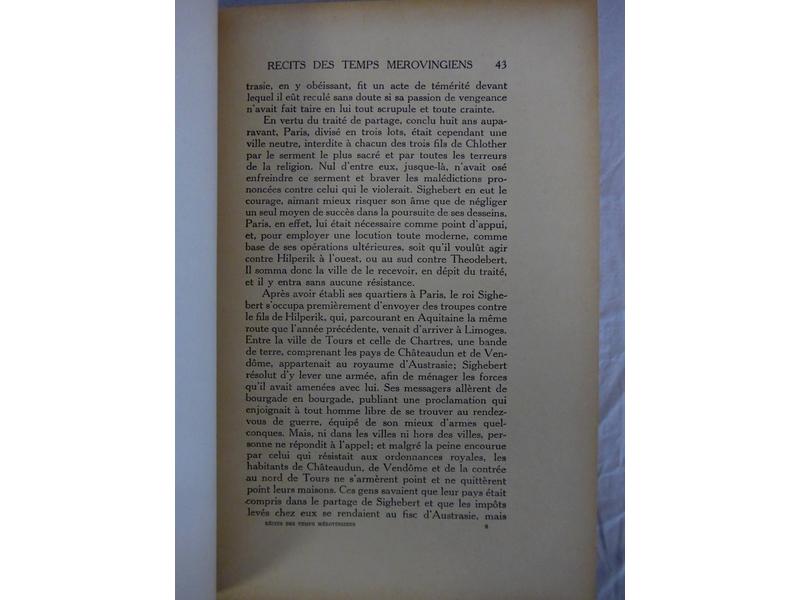 RECITS DES TEMPS MEROVINGIENS 43
trasie, en y obéissant, fit un acte de témérité devant
lequel il eût reculé sans doute si sa passion de vengeance
n'avait fait taire en lui tout scrupule et toute crainte.
En vertu du traité de partage, conclu huit ans aupa-
ravant, Paris, divisé en trois lots, était cependant une
ville neutre, interdite à chacun des trois fils de Chlother
par le serment le plus sacré et par toutes les terreurs
de la religion. Nul d'entre eux, jusque-là, n'avait osé
enfreindre ce serment et braver les malédictions pro-
noncées contre celui qui le violerait. Sighebert en eut le
courage, aimant mieux risquer son âme que de négliger
un seul moyen de succès dans la poursuite de ses desseins.
Paris, en effet, lui était nécessaire comme point d'appui,
et, pour employer une locution toute moderne, comme
base de ses opérations ultérieures, soit qu'il voulût agir
contre Hilperik à l'ouest, ou au sud contre Theodebert.
Il somma donc la ville de le recevoir, en dépit du traité,
et il y entra sans aucune résistance.
Après avoir établi ses quartiers à Paris, le roi Sighe-
bert s'occupa premièrement d'envoyer des troupes contre
le fils de Hilperik, qui, parcourant en Aquitaine la même
route que l'année précédente, venait d'arriver à Limoges.
Entre la ville de Tours et celle de Chartres, une bande
de terre, comprenant les pays de Châteaudun et de Ven-
dôme, appartenait au royaume d'Austrasie; Sighebert
résolut d'y lever une armée, afin de ménager les forces
qu'il avait amenées avec lui. Ses messagers allèrent de
bourgade en bourgade, publiant une proclamation qui
enjoignait à tout homme libre de se trouver au rendez-
vous de guerre, équipé de son mieux d'armes quel-
conques. Mais, ni dans les villes ni hors des villes, per-
sonne ne répondit à l'appel; et malgré la peine encourue
par celui qui résistait aux ordonnances royales, les
habitants de Châteaudun, de Vendôme et de la contrée
au nord de Tours ne s'armèrent point et ne quittèrent
point leurs maisons. Ces gens savaient que leur pays était
compris dans le partage de Sighebert et que les impôts
levés chez eux se rendaient au fisc d'Austrasie, mais
RÉCITS DES TEMPS MÉROVINGIENS